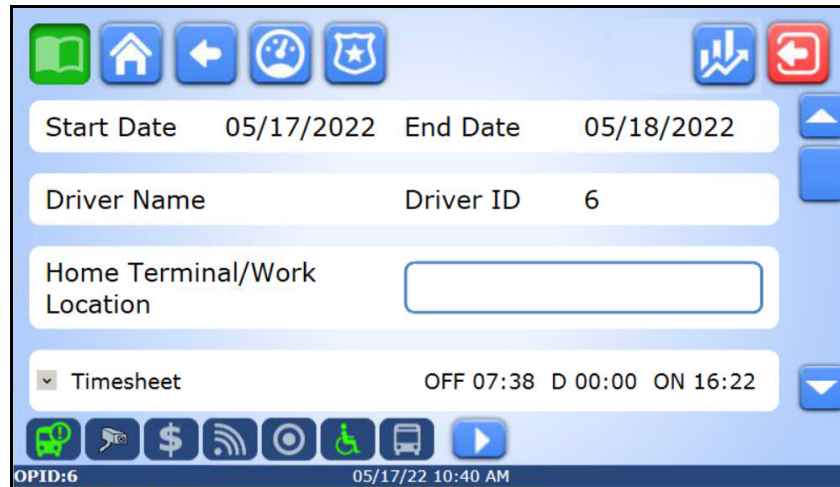 Start Date 05/17/2022 End Date 05/18/2022
Driver Name Driver ID 6
Home Terminal/Work
Location
Timesheet OFF 07:38 D 00:00 ON 16:22
$
OPID:6 05/17/22 10:40 AM